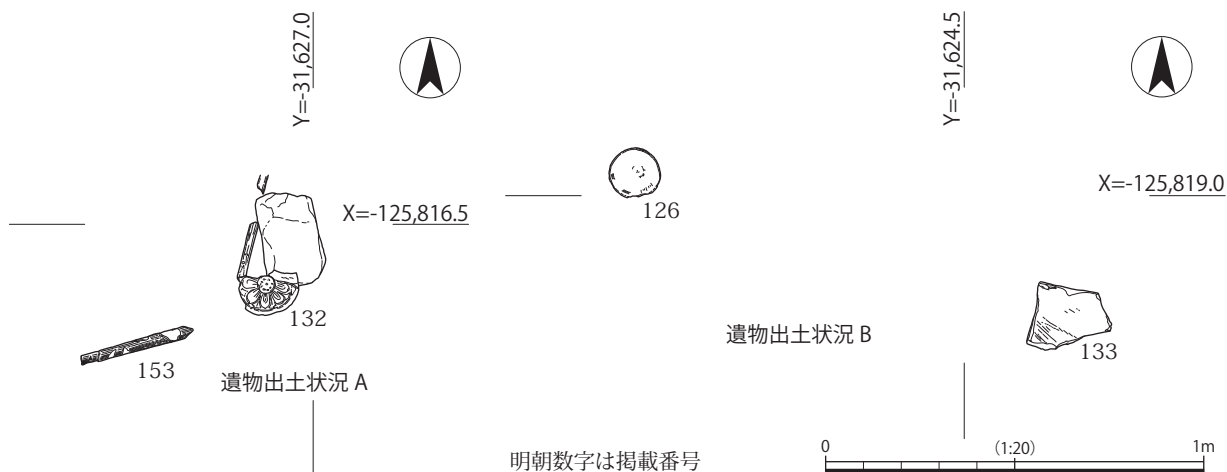 Y=-31,627.0
X=-125,816.5
132
153
遺物出土状況 A
Y=-31,624.5
X=-125,819.0
126
遺物出土状況 B
133
明朝数字は掲載番号
0 (1:20) 1m